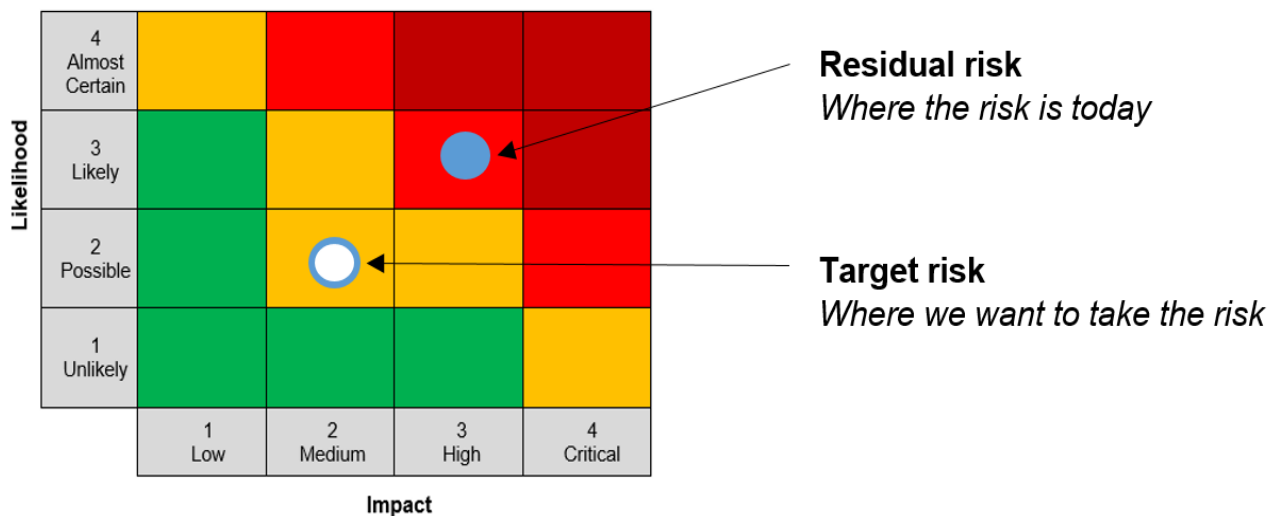 4
Almost
Certain
3
Likely
2
Possible
1
Unlikely
Likelihood
1
Low
2
Medium
3
High
4
Critical
Impact
Residual risk
Where the risk is today
Target risk
Where we want to take the risk